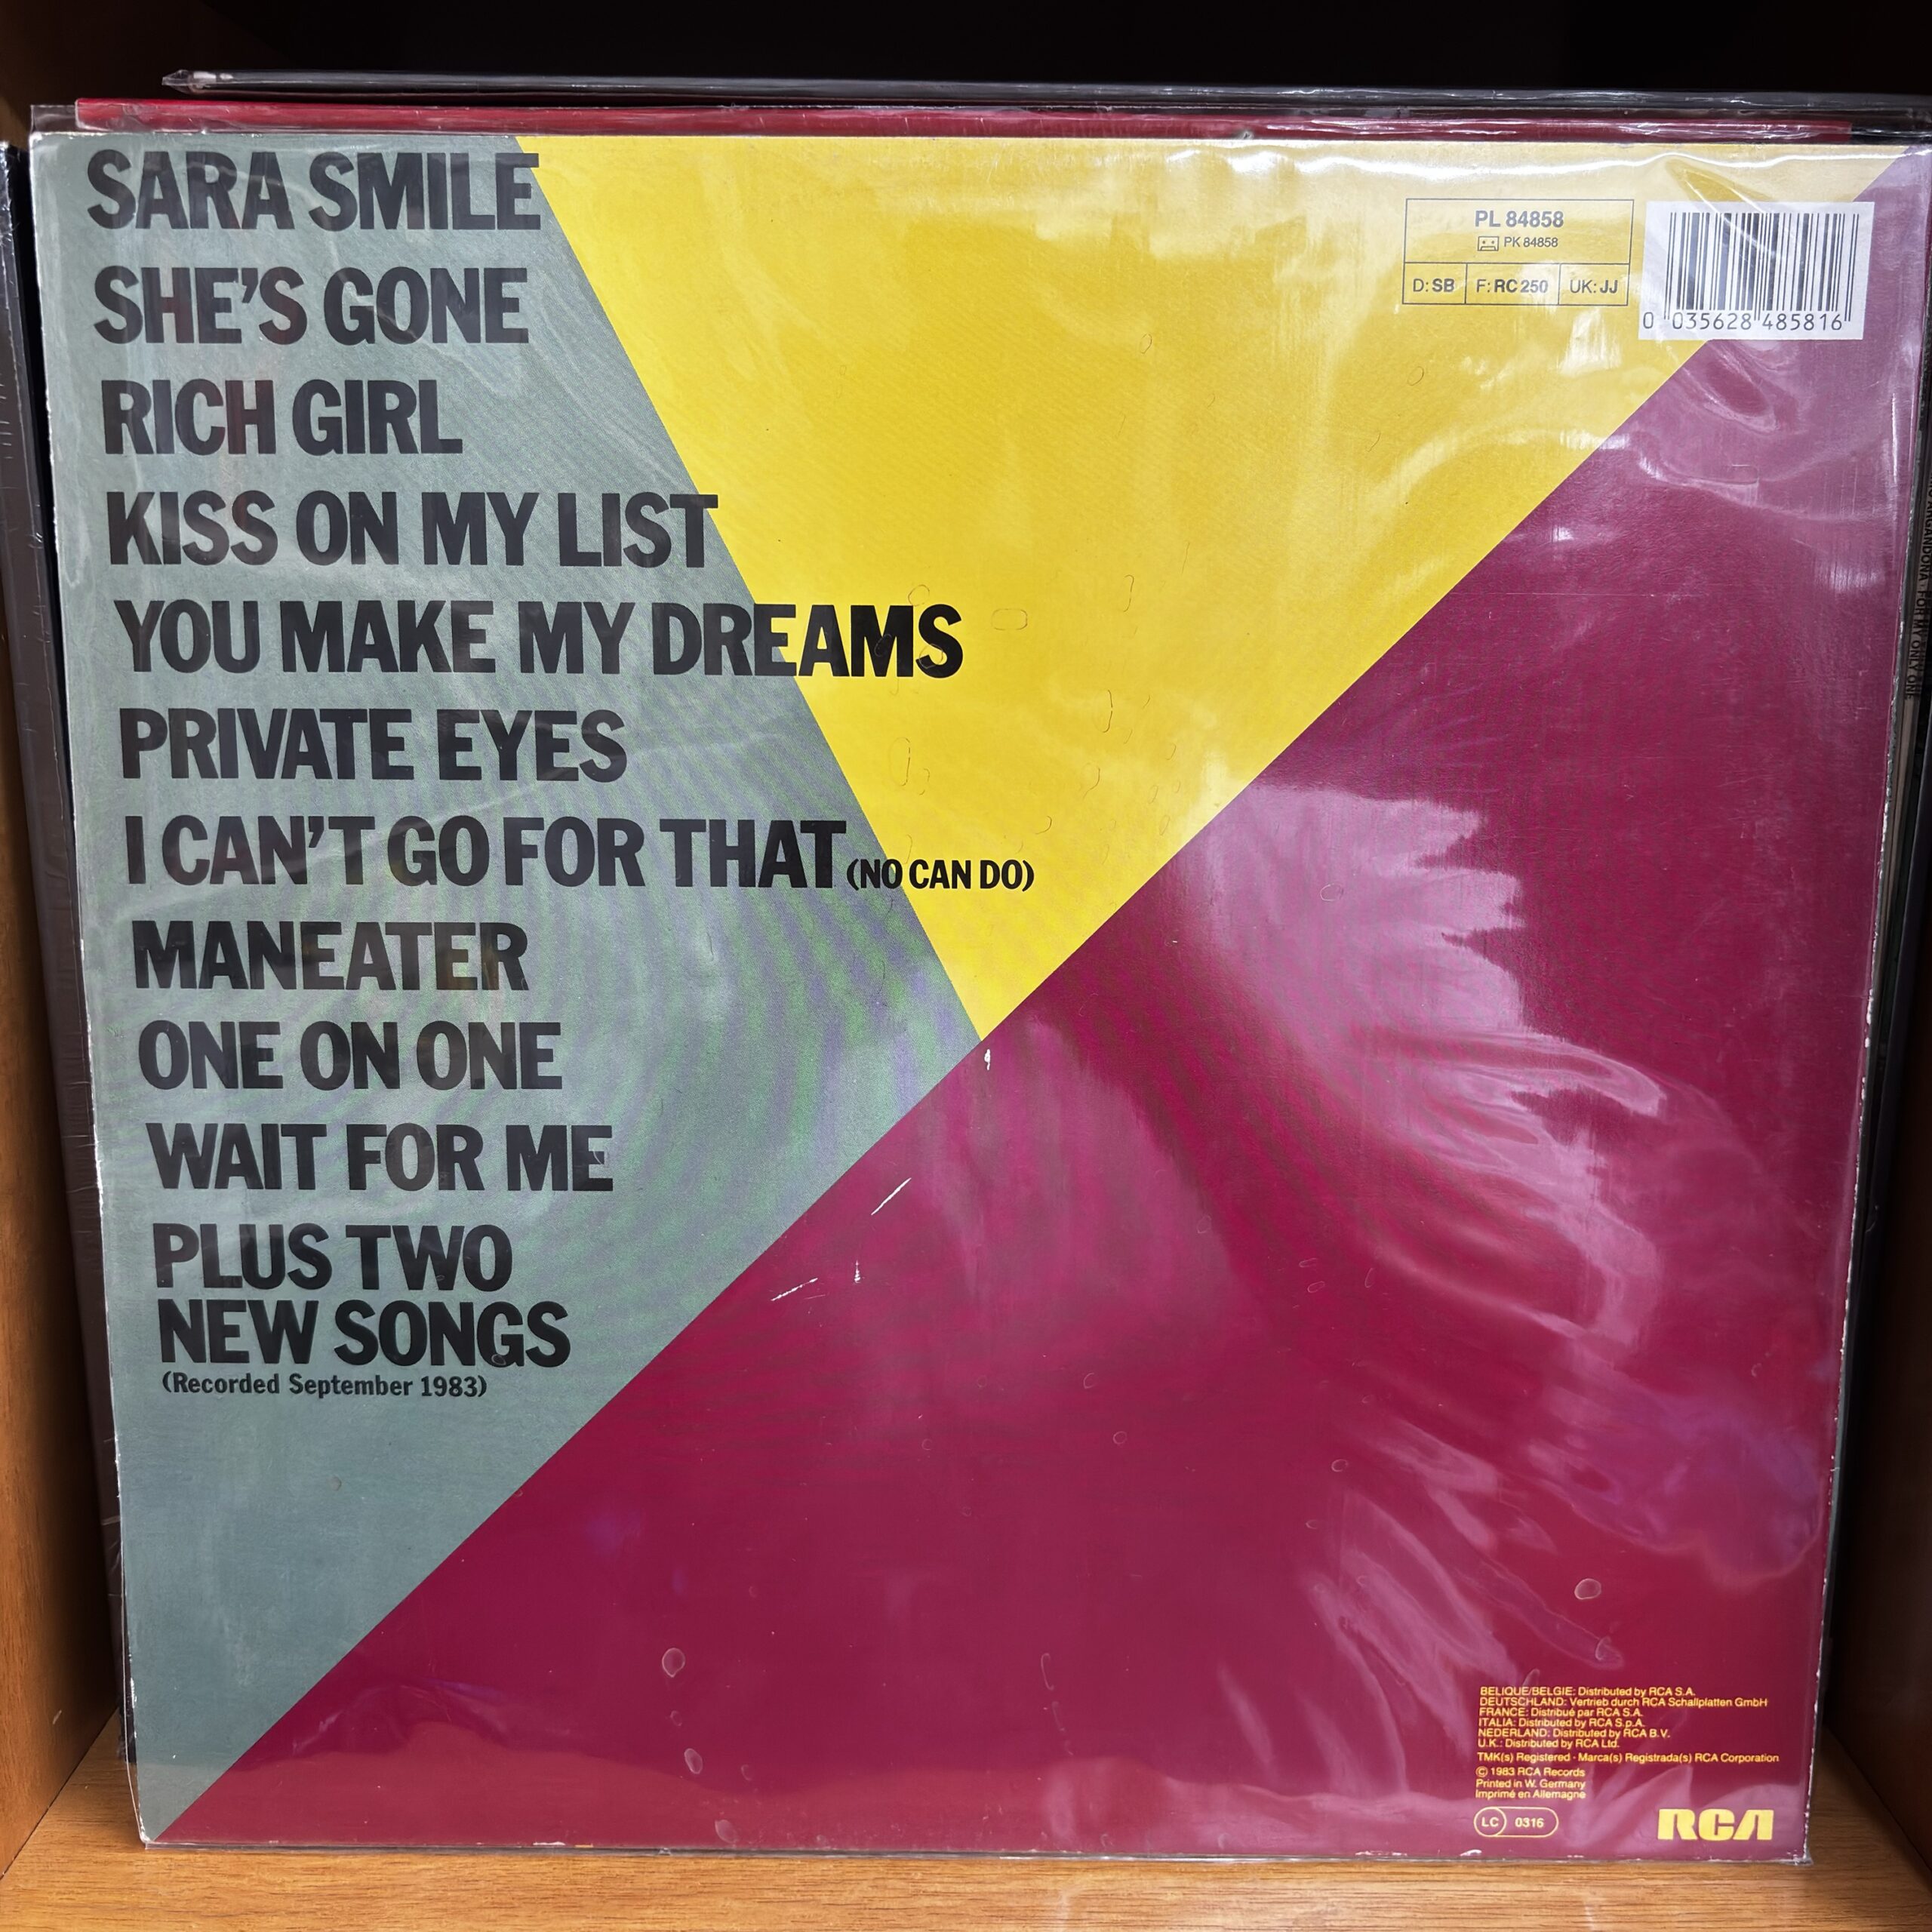 SARA SMILE
SHE'S GONE
RICH GIRL
KISS ON MY LIST
YOU MAKE MY DREAMS
PRIVATE EYES
I CAN'T GO FOR THAT (NO CAN DO)
MANEATER
ONE ON ONE
WAIT FOR ME
PLUS TWO
NEW SONGS
(Recorded September 1983)
PL 84858
PK 84858
D: SB F: RC 250 UK: JJ
0 035628 485816
BELIQUE/BELGIE: Distributed by RCA S.A.
DEUTSCHLAND: Vertrieb durch RCA Schallplatten GmbH
FRANCE: Distribué par RCA S.A.
ITALIA: Distributed by RCA S.p.A.
NEDERLAND: Distributed by RCA B.V.
U.K.: Distributed by RCA Ltd.
TMK(s) Registered · Marca(s) Registrada(s) RCA Corporation
© 1983 RCA Records
Printed in W. Germany
Imprimé en Allemagne
LC 0316
RCA